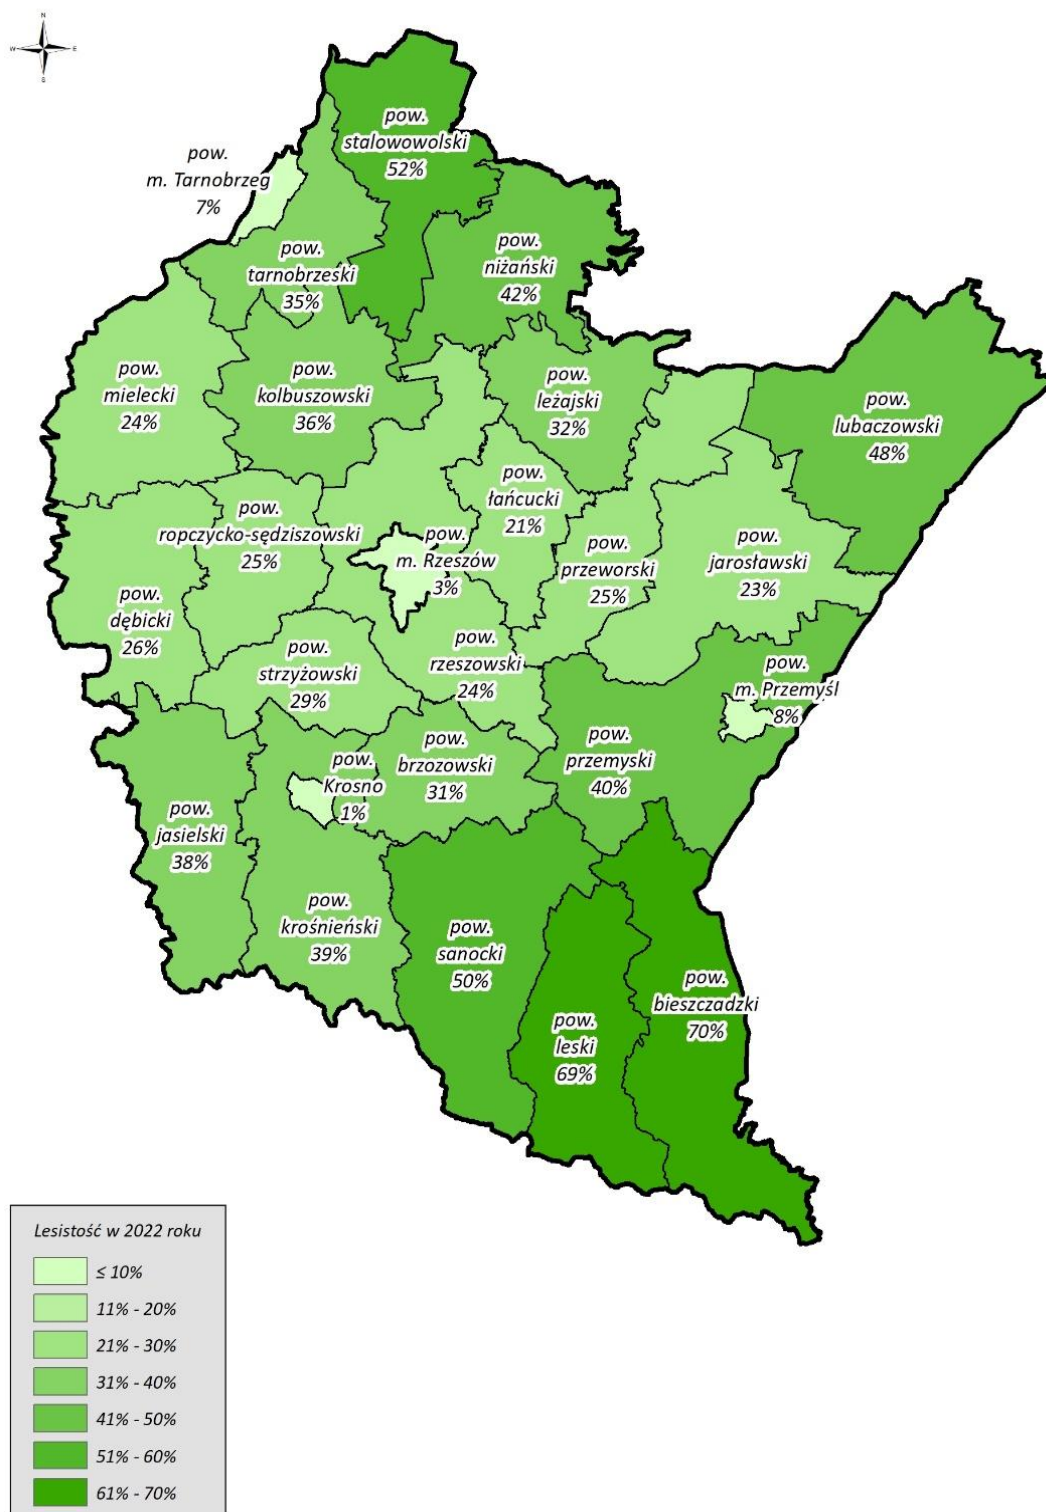 N
W
E
S
pow.
stalowowolski
52%
pow.
m. Tarnobrzeg
7%
pow.
tarnobrzeski
35%
pow.
niżański
42%
pow.
mielecki
24%
pow.
kolbuszowski
36%
pow.
leżajski
32%
pow.
lubaczowski
48%
pow.
ropczycko-sędziszowski
25%
pow.
łańcucki
21%
pow.
m. Rzeszów
3%
pow.
przeworski
25%
pow.
jarosławski
23%
pow.
dębicki
26%
pow.
strzyżowski
29%
pow.
rzeszowski
24%
pow.
m. Przemyśl
8%
pow.
Krosno
1%
pow.
brzozowski
31%
pow.
przemyski
40%
pow.
jasielski
38%
pow.
krośnieński
39%
pow.
sanocki
50%
pow.
leski
69%
pow.
bieszczadzki
70%
Lesistość w 2022 roku
≤ 10%
11% - 20%
21% - 30%
31% - 40%
41% - 50%
51% - 60%
61% - 70%